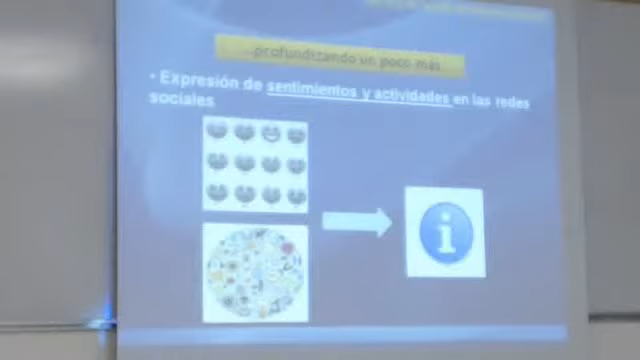 ...profundizando un poco más
• Expresión de sentimientos y actividades en las redes
sociales
i